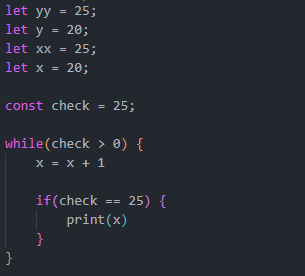 let yy = 25;
let y = 20;
let xx = 25;
let x = 20;

const check = 25;

while(check > 0) {
    x = x + 1

    if(check == 25) {
        print(x)
    }
}